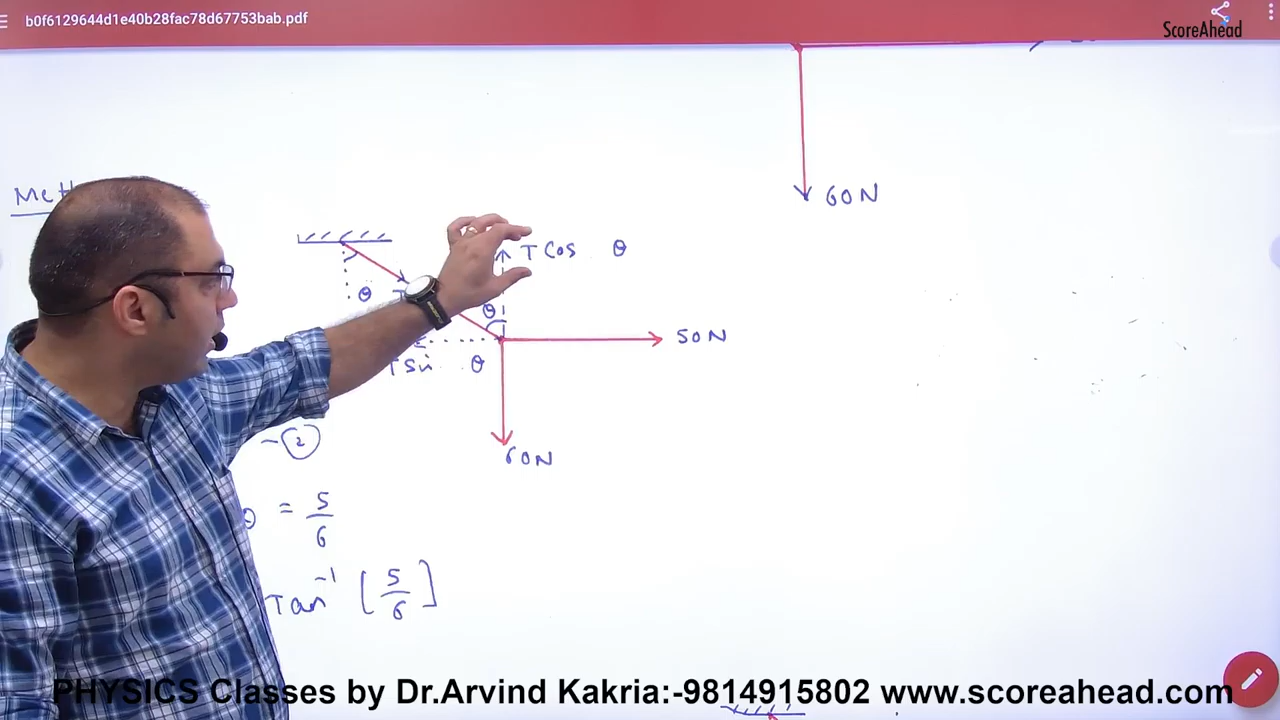 b0f6129644d1e40b28fac78d67753bab.pdf
ScoreAhead
60N
T Cos θ
θ
θ
50N
T Sin θ
60N
- 2
θ = 5/6
Tan⁻¹ [5/6]
PHYSICS Classes by Dr.Arvind Kakria:-9814915802 www.scoreahead.com